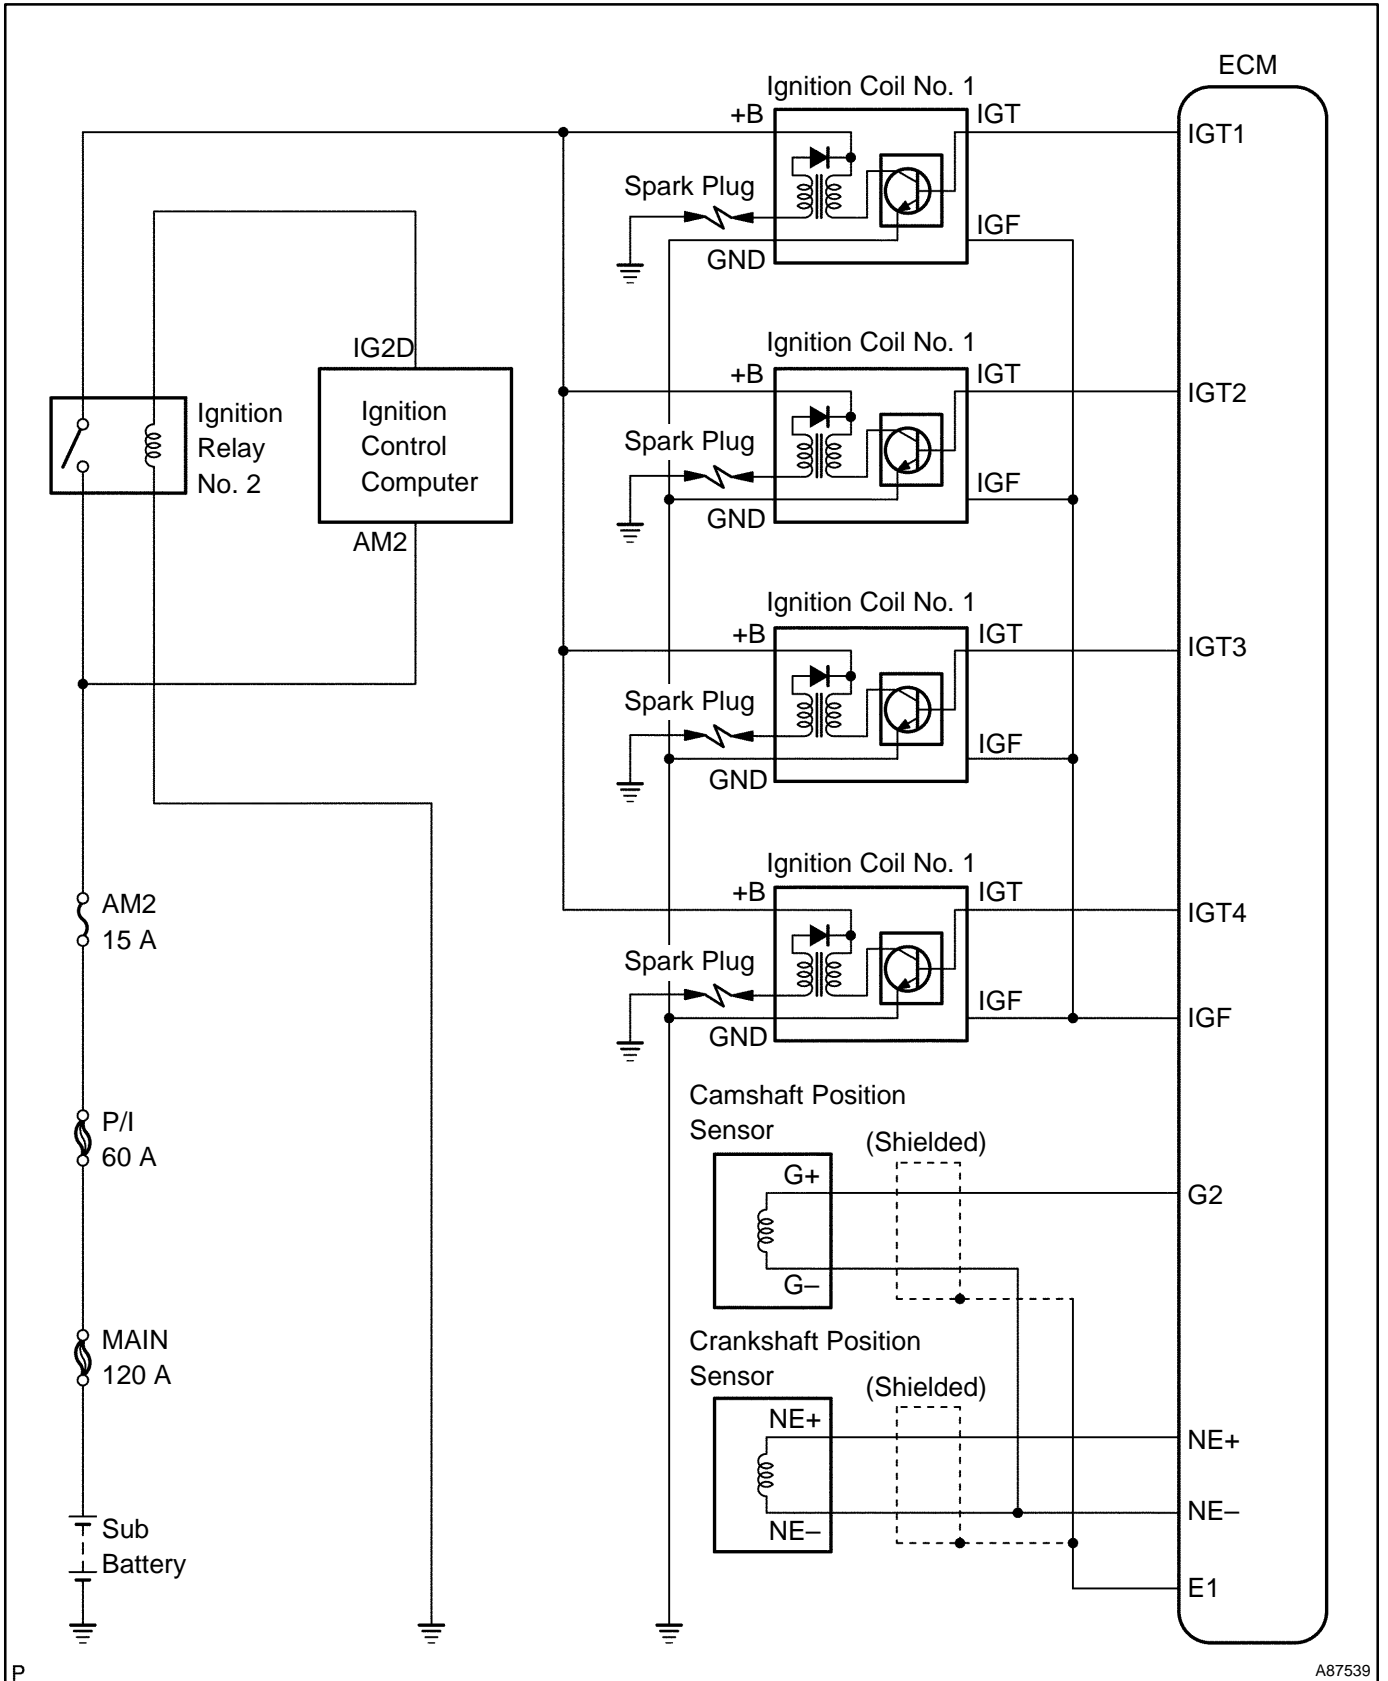 ECM
Ignition Coil No. 1
+B
IGT
IGT1
Spark Plug
IGF
GND
Ignition Coil No. 1
IG2D
+B
IGT
IGT2
Ignition
Relay
No. 2
Ignition
Control
Computer
Spark Plug
IGF
GND
AM2
Ignition Coil No. 1
+B
IGT
IGT3
Spark Plug
IGF
GND
Ignition Coil No. 1
+B
IGT
IGT4
AM2
15 A
Spark Plug
IGF
IGF
GND
Camshaft Position
Sensor
(Shielded)
P/I
60 A
G+
G2
G–
MAIN
120 A
Crankshaft Position
Sensor
(Shielded)
NE+
NE+
NE–
NE–
Sub
Battery
E1
P
A87539